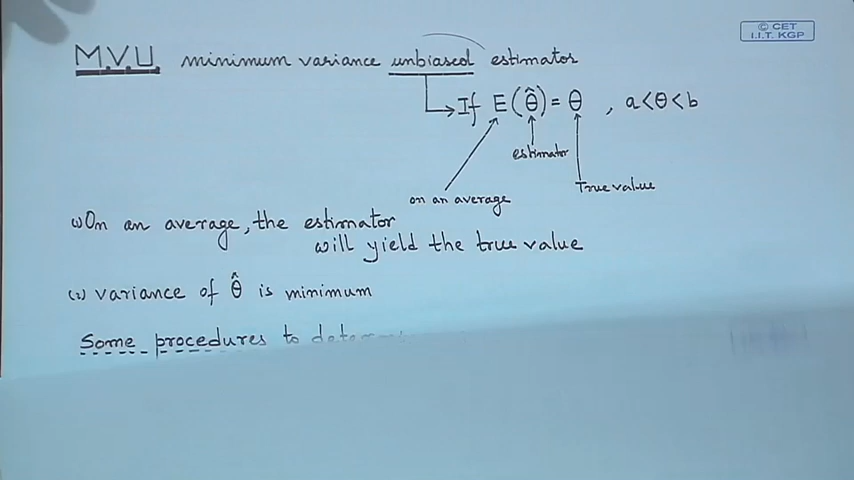 © CET
I.I.T. KGP
M.V.U. minimum variance unbiased estimators
If E(θ̂) = θ , a<θ<b
estimator
True value
on an average
(1) On an average, the estimator
will yield the true value
(2) variance of θ̂ is minimum
Some procedures to